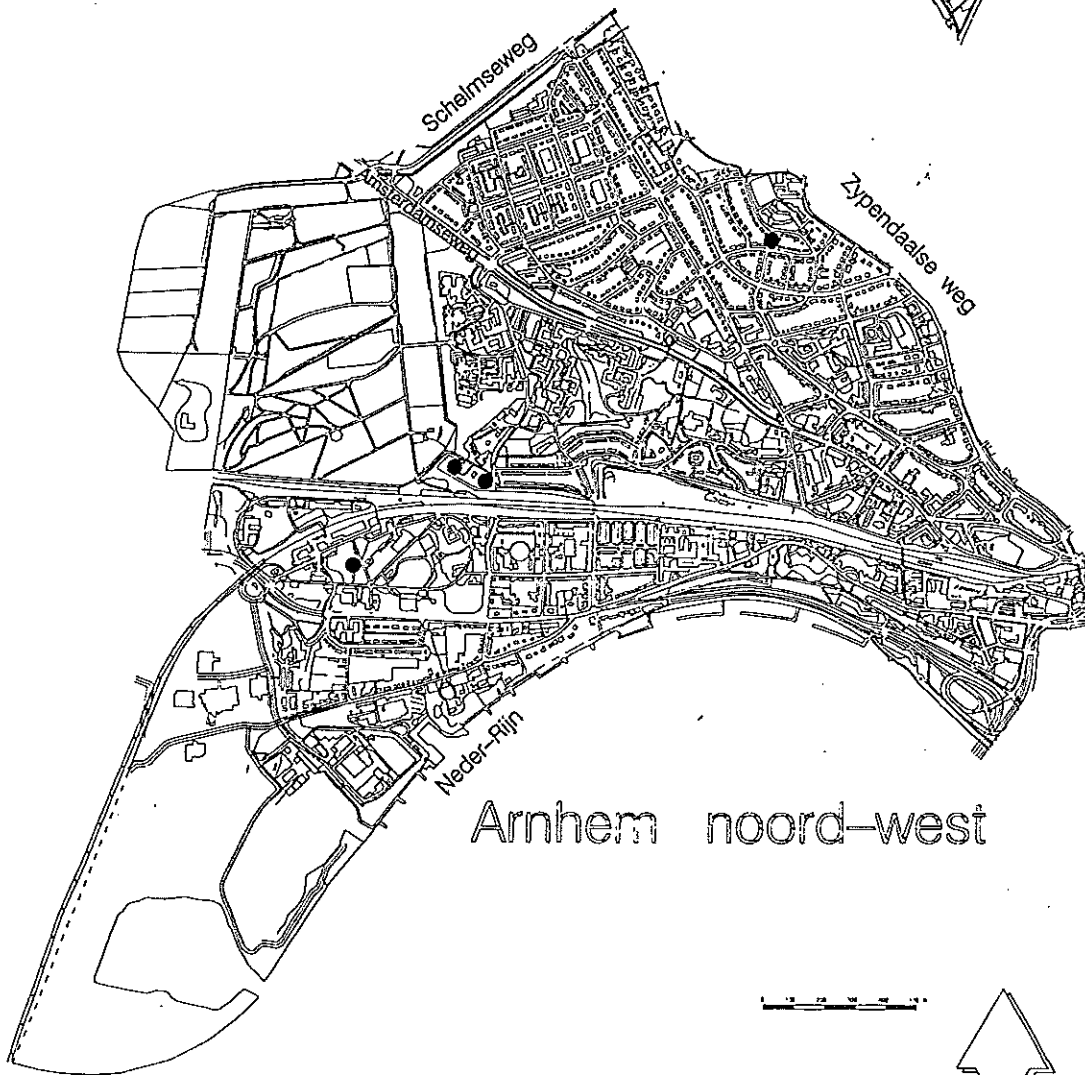 Schelmseweg
Amsterdamseweg
Zypendaalse weg
Neder-Rijn
Arnhem noord-west